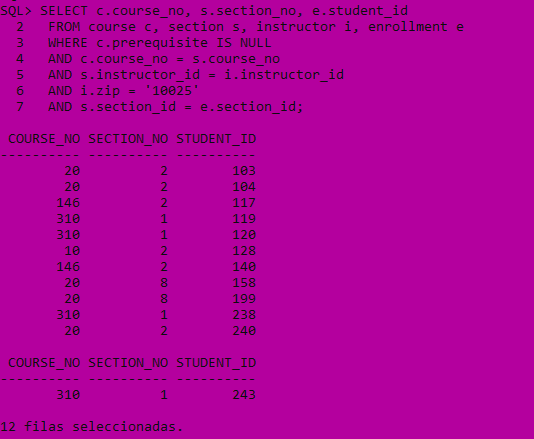 SQL> SELECT c.course_no, s.section_no, e.student_id
2 FROM course c, section s, instructor i, enrollment e
3 WHERE c.prerequisite IS NULL
4 AND c.course_no = s.course_no
5 AND s.instructor_id = i.instructor_id
6 AND i.zip = '10025'
7 AND s.section_id = e.section_id;
COURSE_NO SECTION_NO STUDENT_ID
---------- ---------- ----------
20 2 103
20 2 104
146 2 117
310 1 119
310 1 120
10 2 128
146 2 140
20 8 158
20 8 199
310 1 238
20 2 240
COURSE_NO SECTION_NO STUDENT_ID
---------- ---------- ----------
310 1 243
12 filas seleccionadas.